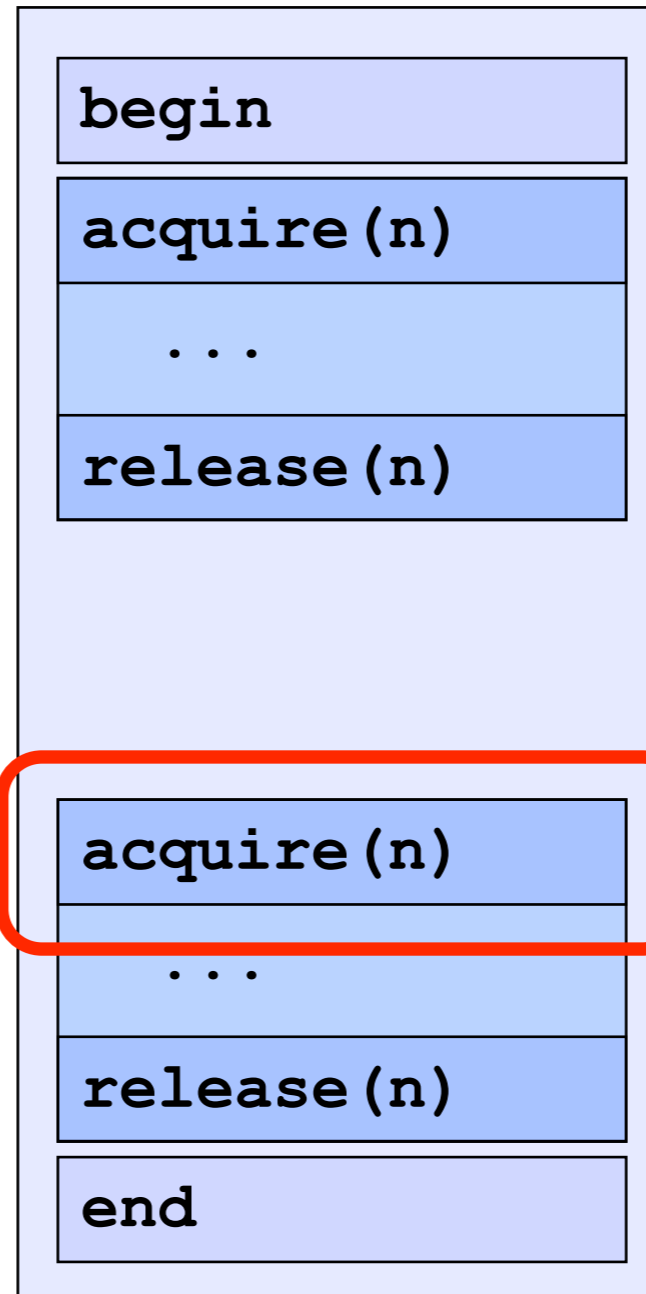 begin
acquire(n)
...
release(n)
acquire(n)
...
release(n)
end